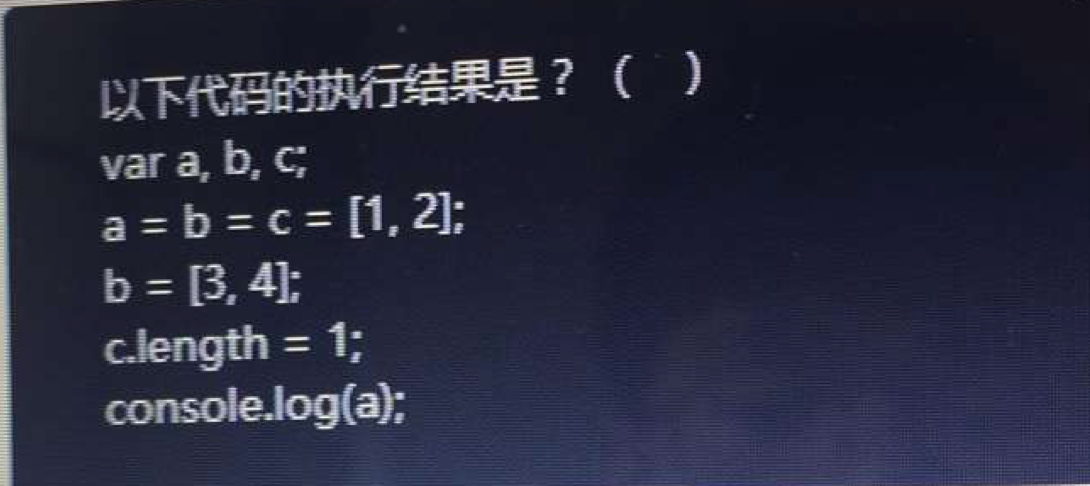 以下代码的执行结果是？（ ）
var a, b, c;
a = b = c = [1, 2];
b = [3, 4];
c.length = 1;
console.log(a);